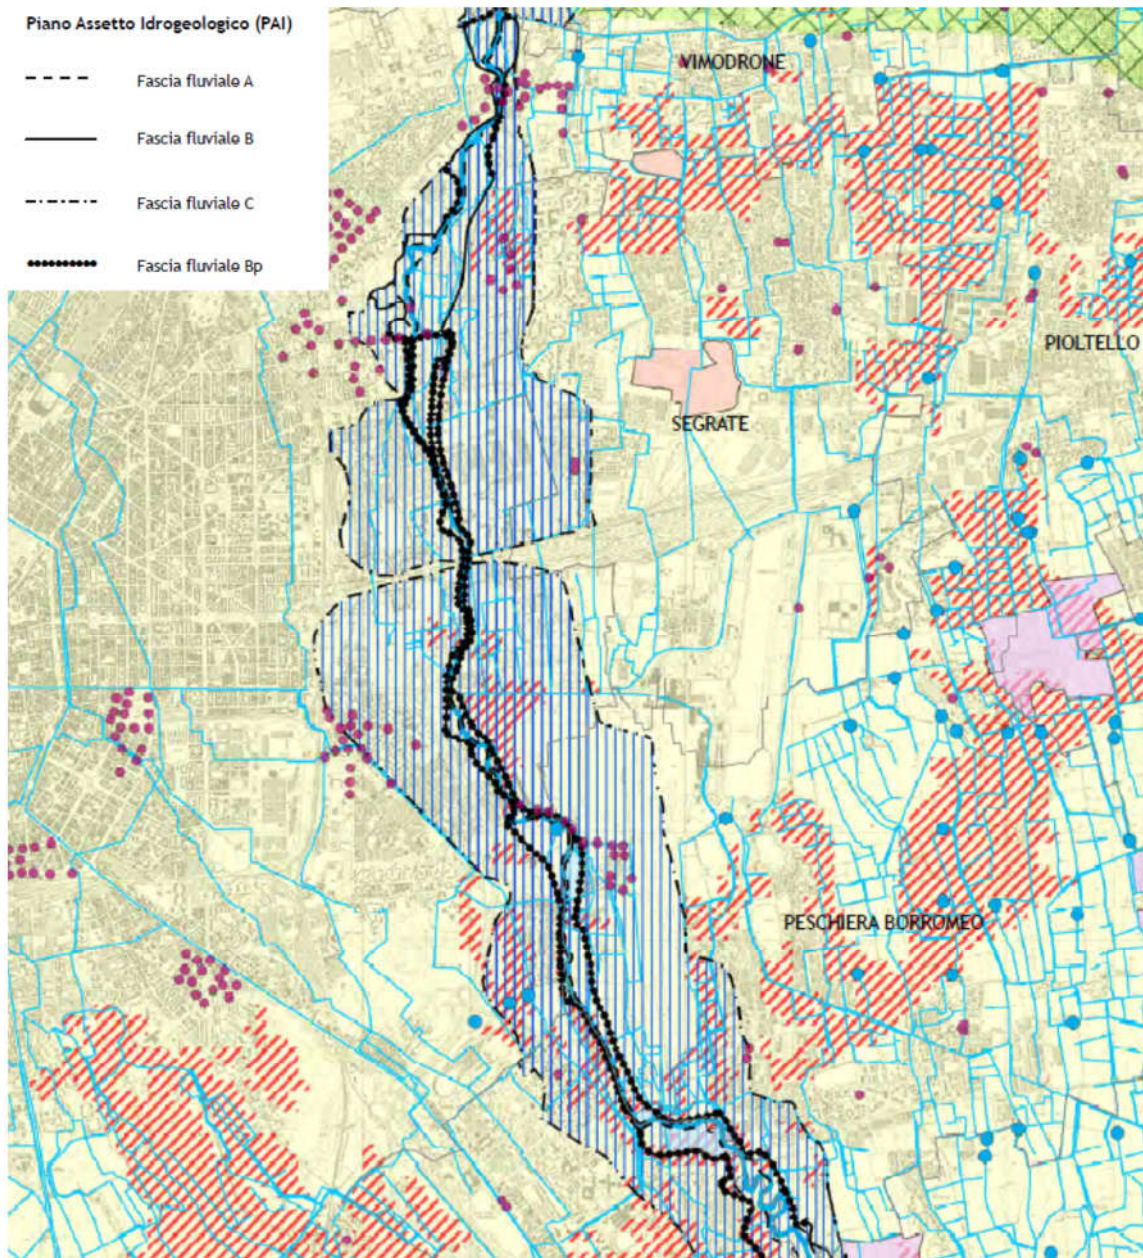 Piano Assetto Idrogeologico (PAI)
Fascia fluviale A
Fascia fluviale B
Fascia fluviale C
Fascia fluviale Bp
VIMODRONE
PIOLTELLO
SEGRATE
PESCHIERA BORROMEO